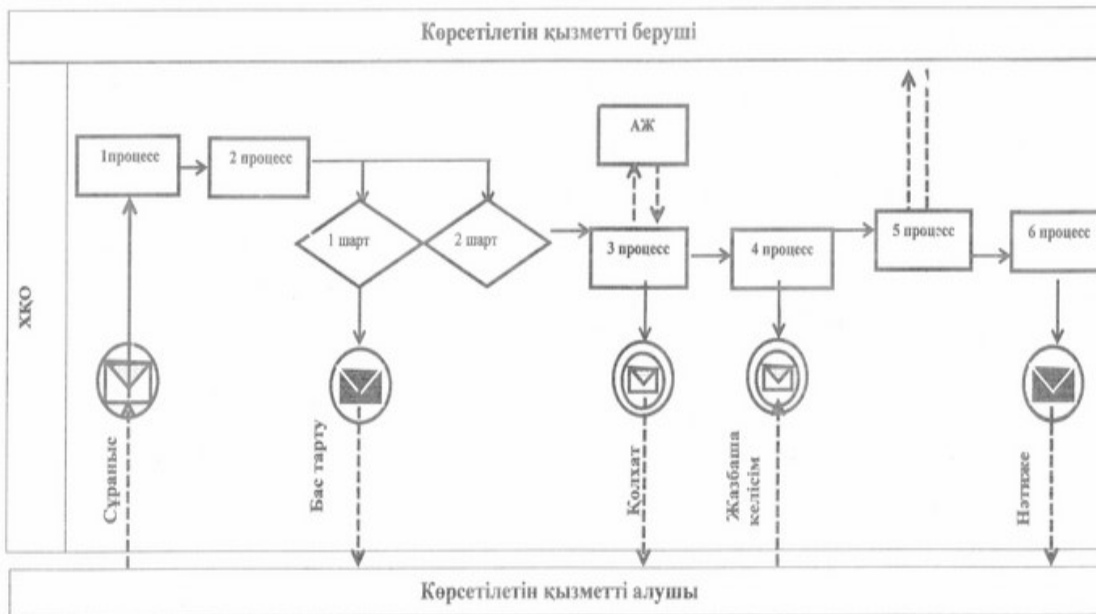 Көрсетілетін қызметті беруші
ХҚО
1процесс
2 процесс
1 шарт
2 шарт
АЖ
3 процесс
4 процесс
5 процесс
6 процесс
Сұраныс
Бас тарту
Қолхат
Жазбаша
келісім
Нәтиже
Көрсетілетін қызметті алушы